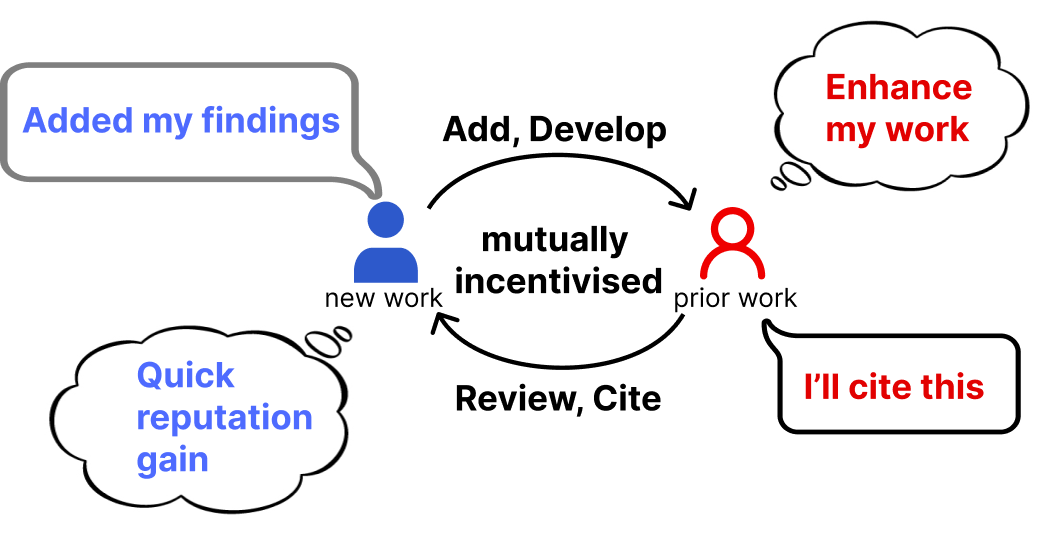 Enhance
my work
Added my findings
Add, Develop
mutually
incentivised
new work
prior work
Quick
reputation
gain
Review, Cite
I'll cite this